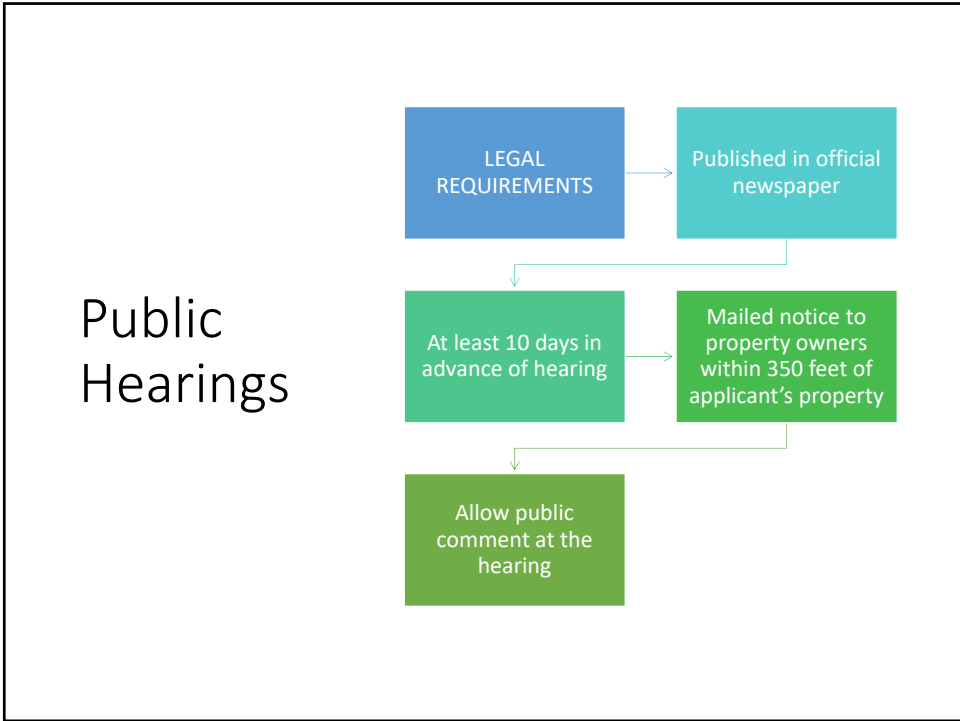 Public
Hearings
LEGAL
REQUIREMENTS
Published in official
newspaper
At least 10 days in
advance of hearing
Mailed notice to
property owners
within 350 feet of
applicant’s property
Allow public
comment at the
hearing